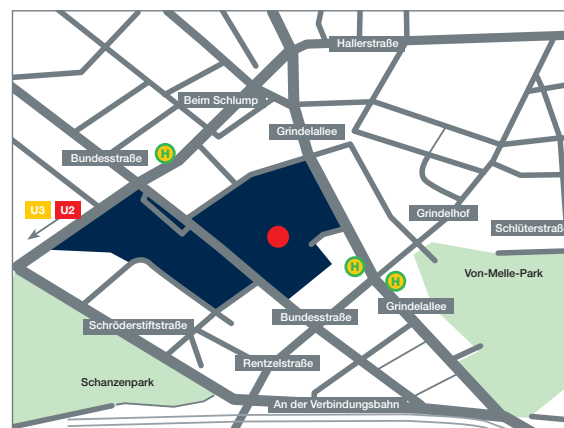 Hallerstraße
Beim Schlump
Grindelallee
H
Bundesstraße
U3 U2
Grindelhof
Schlüterstraß
H
H
Von-Melle-Park
Grindelallee
Bundesstraße
Schröderstiftstraße
Rentzelstraße
Schanzenpark
An der Verbindungsbahn